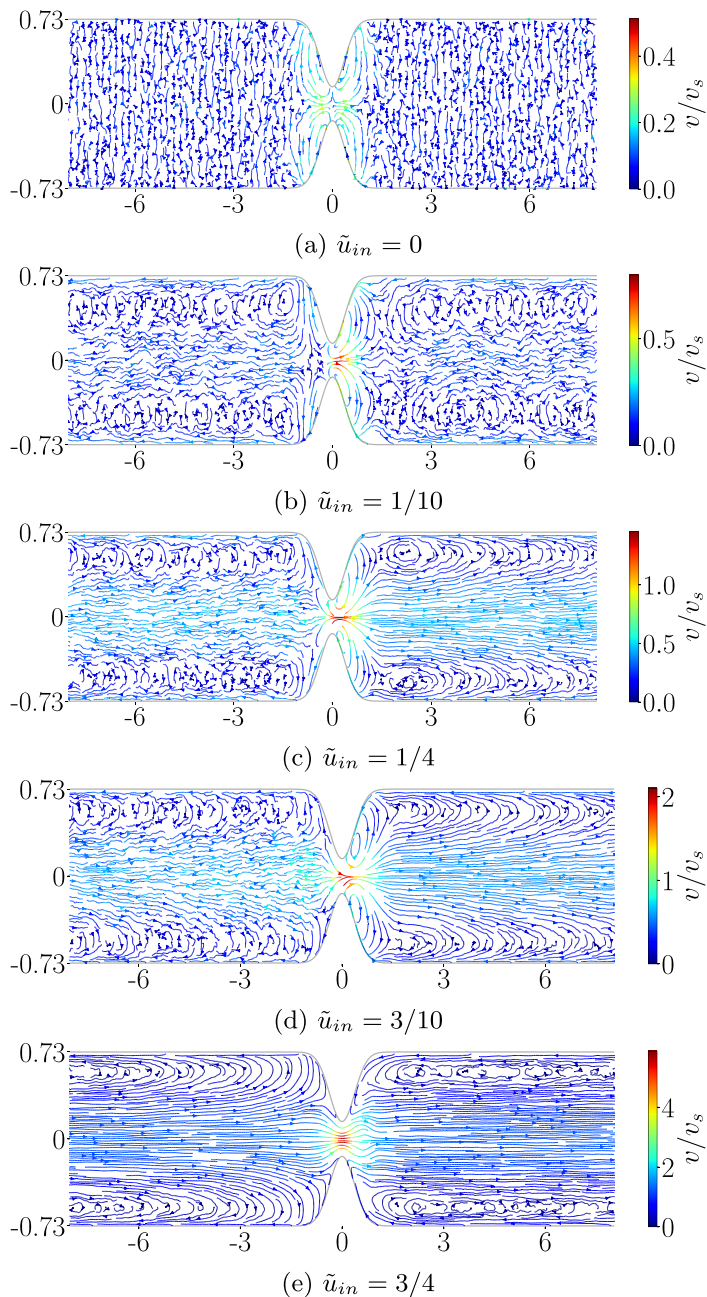 0.73
0
-0.73
-6 -3 0 3 6
0.4
0.2
0.0
v/v_s
(a) ũ_in = 0
0.73
0
-0.73
-6 -3 0 3 6
0.5
0.0
v/v_s
(b) ũ_in = 1/10
0.73
0
-0.73
-6 -3 0 3 6
1.0
0.5
0.0
v/v_s
(c) ũ_in = 1/4
0.73
0
-0.73
-6 -3 0 3 6
2
1
0
v/v_s
(d) ũ_in = 3/10
0.73
0
-0.73
-6 -3 0 3 6
4
2
0
v/v_s
(e) ũ_in = 3/4